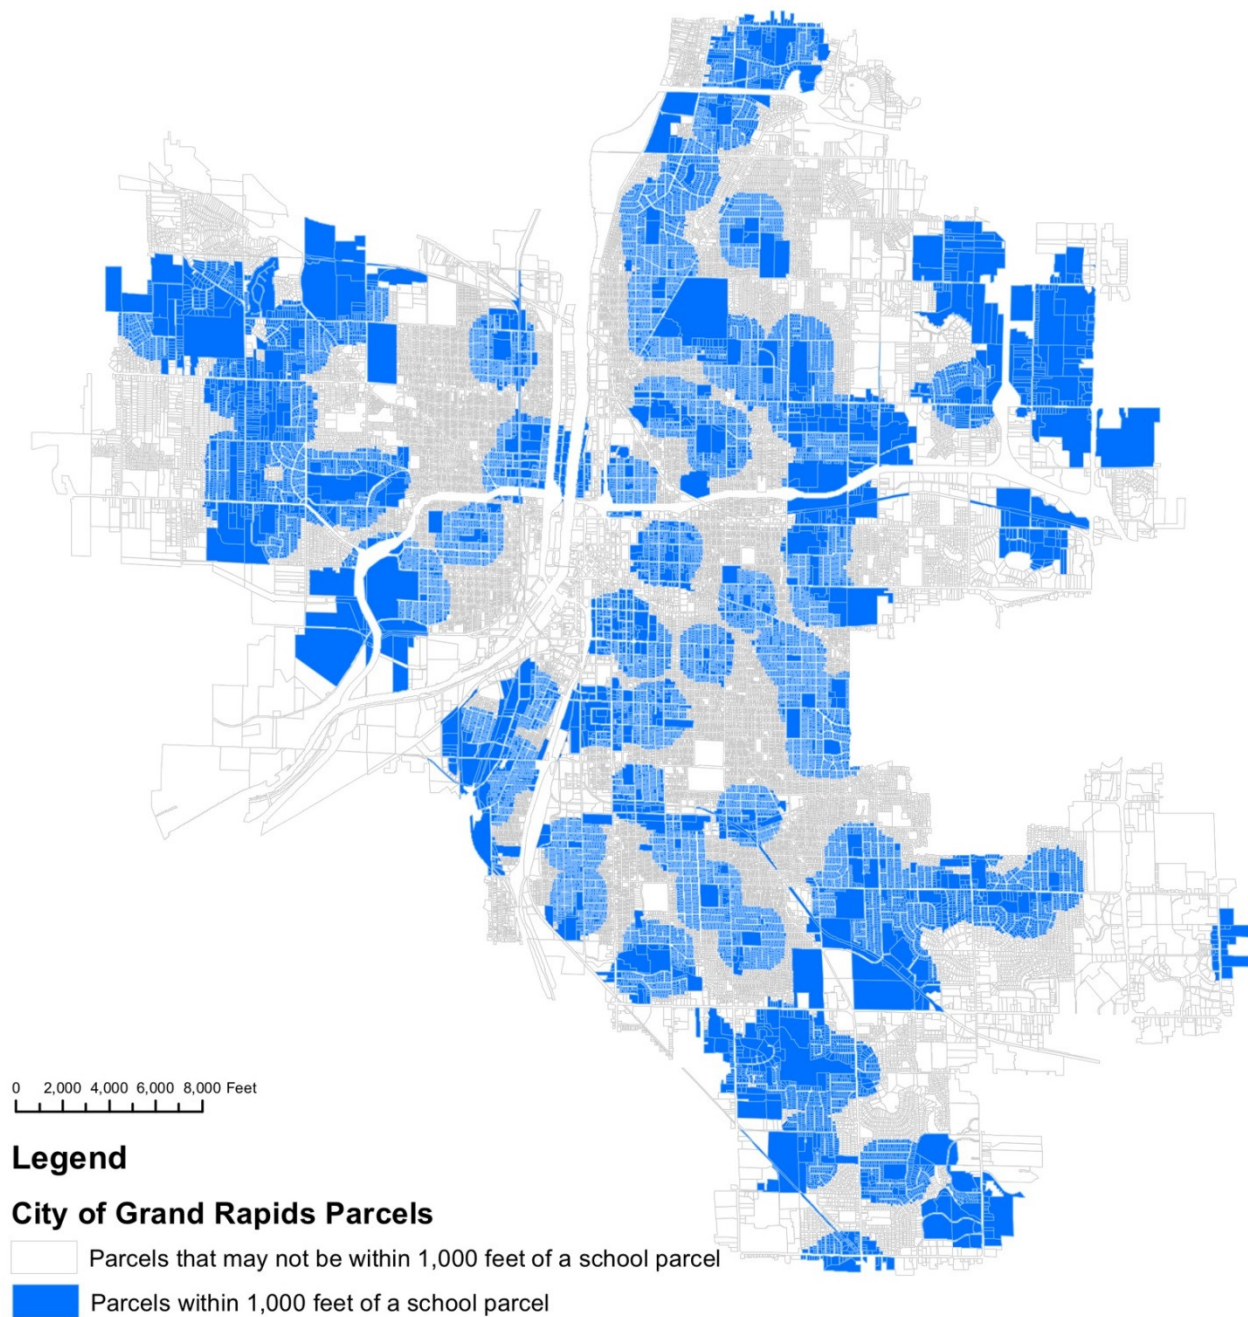 0 2,000 4,000 6,000 8,000 Feet
Legend
City of Grand Rapids Parcels
Parcels that may not be within 1,000 feet of a school parcel
Parcels within 1,000 feet of a school parcel